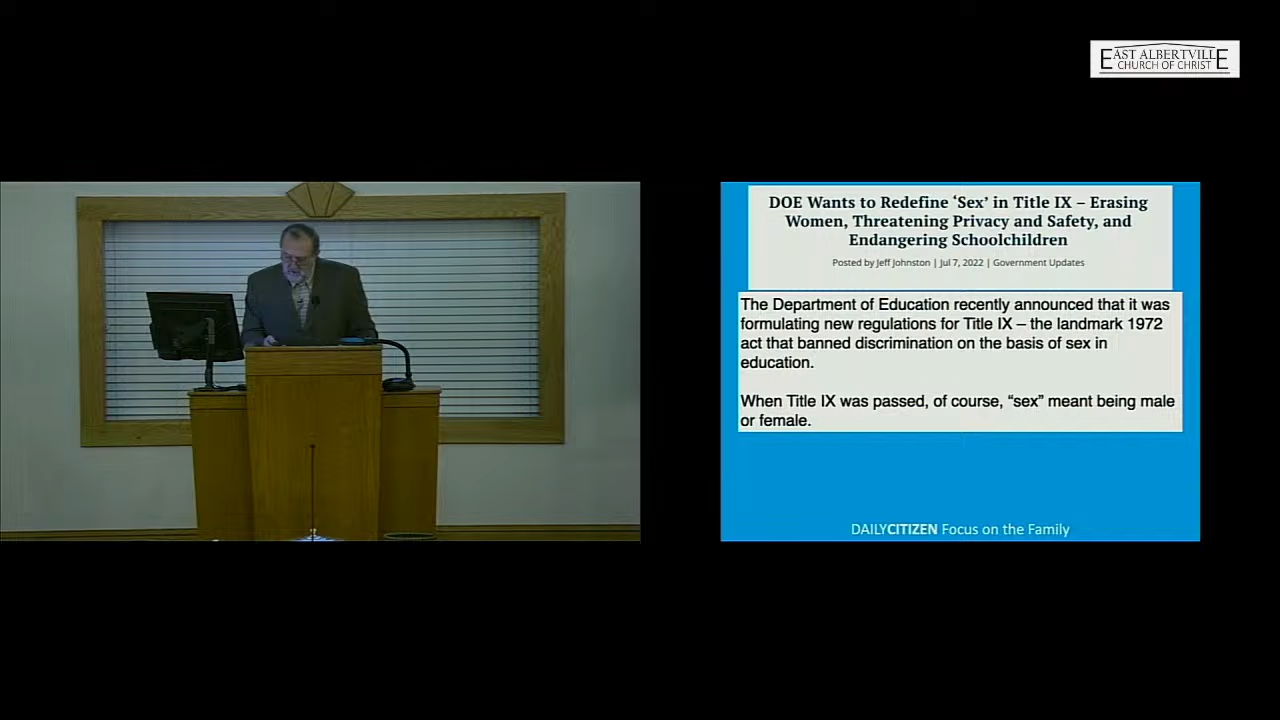 EAST ALBERTVILLE
CHURCH OF CHRIST
DOE Wants to Redefine ‘Sex’ in Title IX – Erasing
Women, Threatening Privacy and Safety, and
Endangering Schoolchildren
Posted by Jeff Johnston | Jul 7, 2022 | Government Updates
The Department of Education recently announced that it was
formulating new regulations for Title IX – the landmark 1972
act that banned discrimination on the basis of sex in
education.
When Title IX was passed, of course, “sex” meant being male
or female.
DAILYCITIZEN Focus on the Family